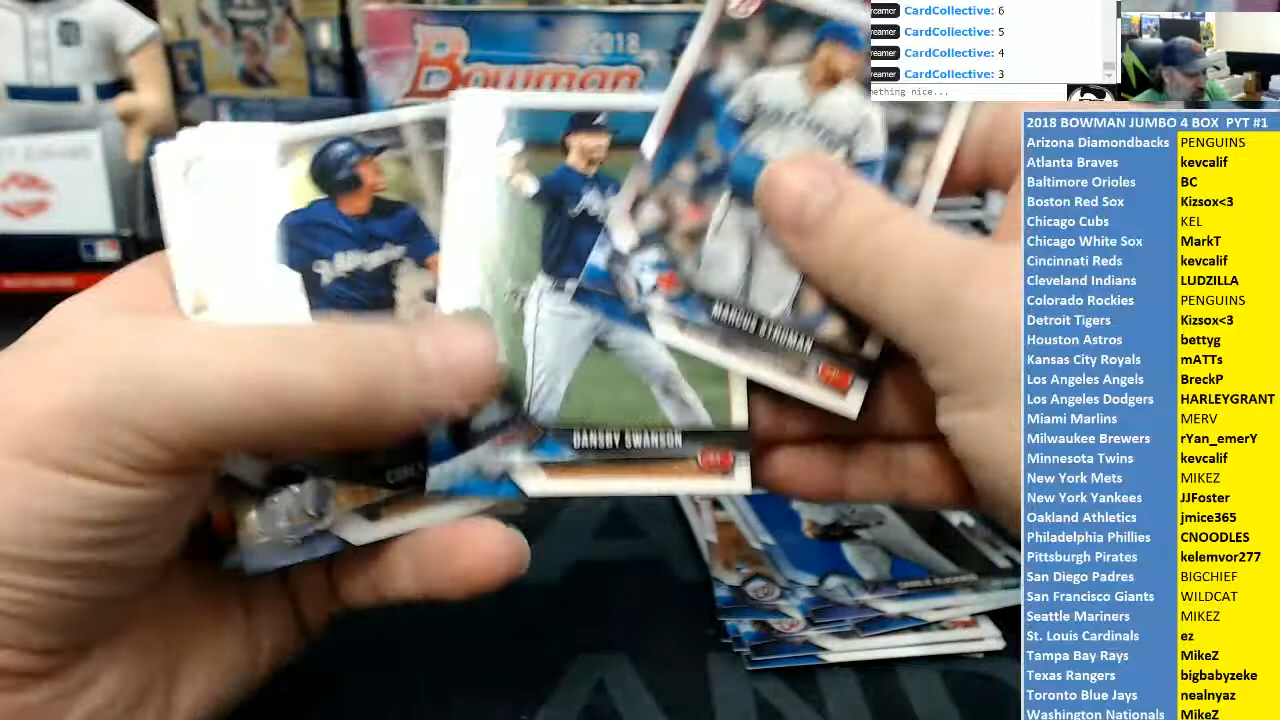 CardCollective: 6
CardCollective: 5
CardCollective: 4
CardCollective: 3
2018
Bowman
MARCUS STROMAN
DANSBY SWANSON
2018 BOWMAN JUMBO 4 BOX PYT #1
Arizona Diamondbacks PENGUINS
Atlanta Braves kevcalif
Baltimore Orioles BC
Boston Red Sox Kizsox<3
Chicago Cubs KEL
Chicago White Sox MarkT
Cincinnati Reds kevcalif
Cleveland Indians LUDZILLA
Colorado Rockies PENGUINS
Detroit Tigers Kizsox<3
Houston Astros bettyg
Kansas City Royals mATTs
Los Angeles Angels BreckP
Los Angeles Dodgers HARLEYGRANT
Miami Marlins MERV
Milwaukee Brewers rYan_emerY
Minnesota Twins kevcalif
New York Mets MIKEZ
New York Yankees JJFoster
Oakland Athletics jmice365
Philadelphia Phillies CNOODLES
Pittsburgh Pirates kelemvor277
San Diego Padres BIGCHIEF
San Francisco Giants WILDCAT
Seattle Mariners MIKEZ
St. Louis Cardinals ez
Tampa Bay Rays MikeZ
Texas Rangers bigbabyzeke
Toronto Blue Jays nealnyaz
Washington Nationals MikeZ